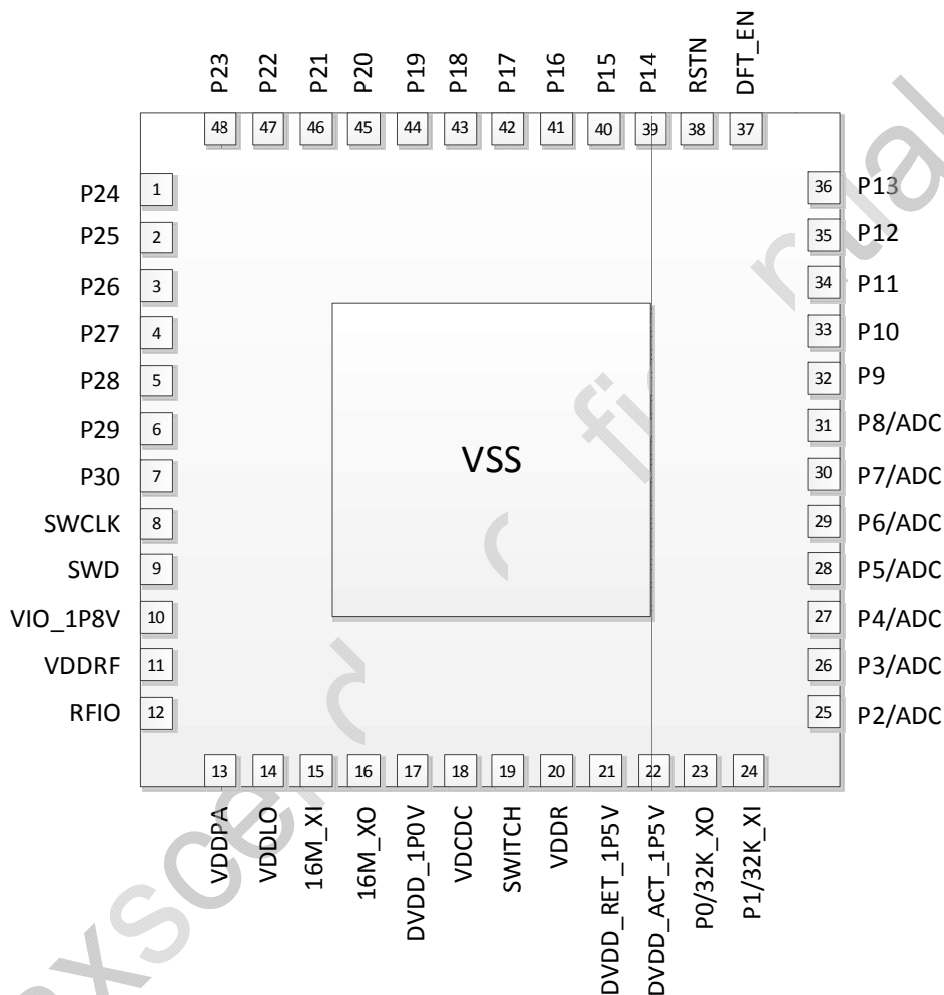 P23 P22 P21 P20 P19 P18 P17 P16 P15 P14 RSTN DFT_EN
48 47 46 45 44 43 42 41 40 39 38 37
P24 1 36 P13
P25 2 35 P12
P26 3 34 P11
P27 4 33 P10
P28 5 32 P9
P29 6 31 P8/ADC
P30 7 VSS 30 P7/ADC
SWCLK 8 29 P6/ADC
SWD 9 28 P5/ADC
VIO_1P8V 10 27 P4/ADC
VDDRF 11 26 P3/ADC
RFIO 12 25 P2/ADC
13 14 15 16 17 18 19 20 21 22 23 24
VDDPA VDDLO 16M_XI 16M_XO DVDD_1P0V VDCDC SWITCH VDDR DVDD_RET_1P5V DVDD_ACT_1P5V P0/32K_XO P1/32K_XI